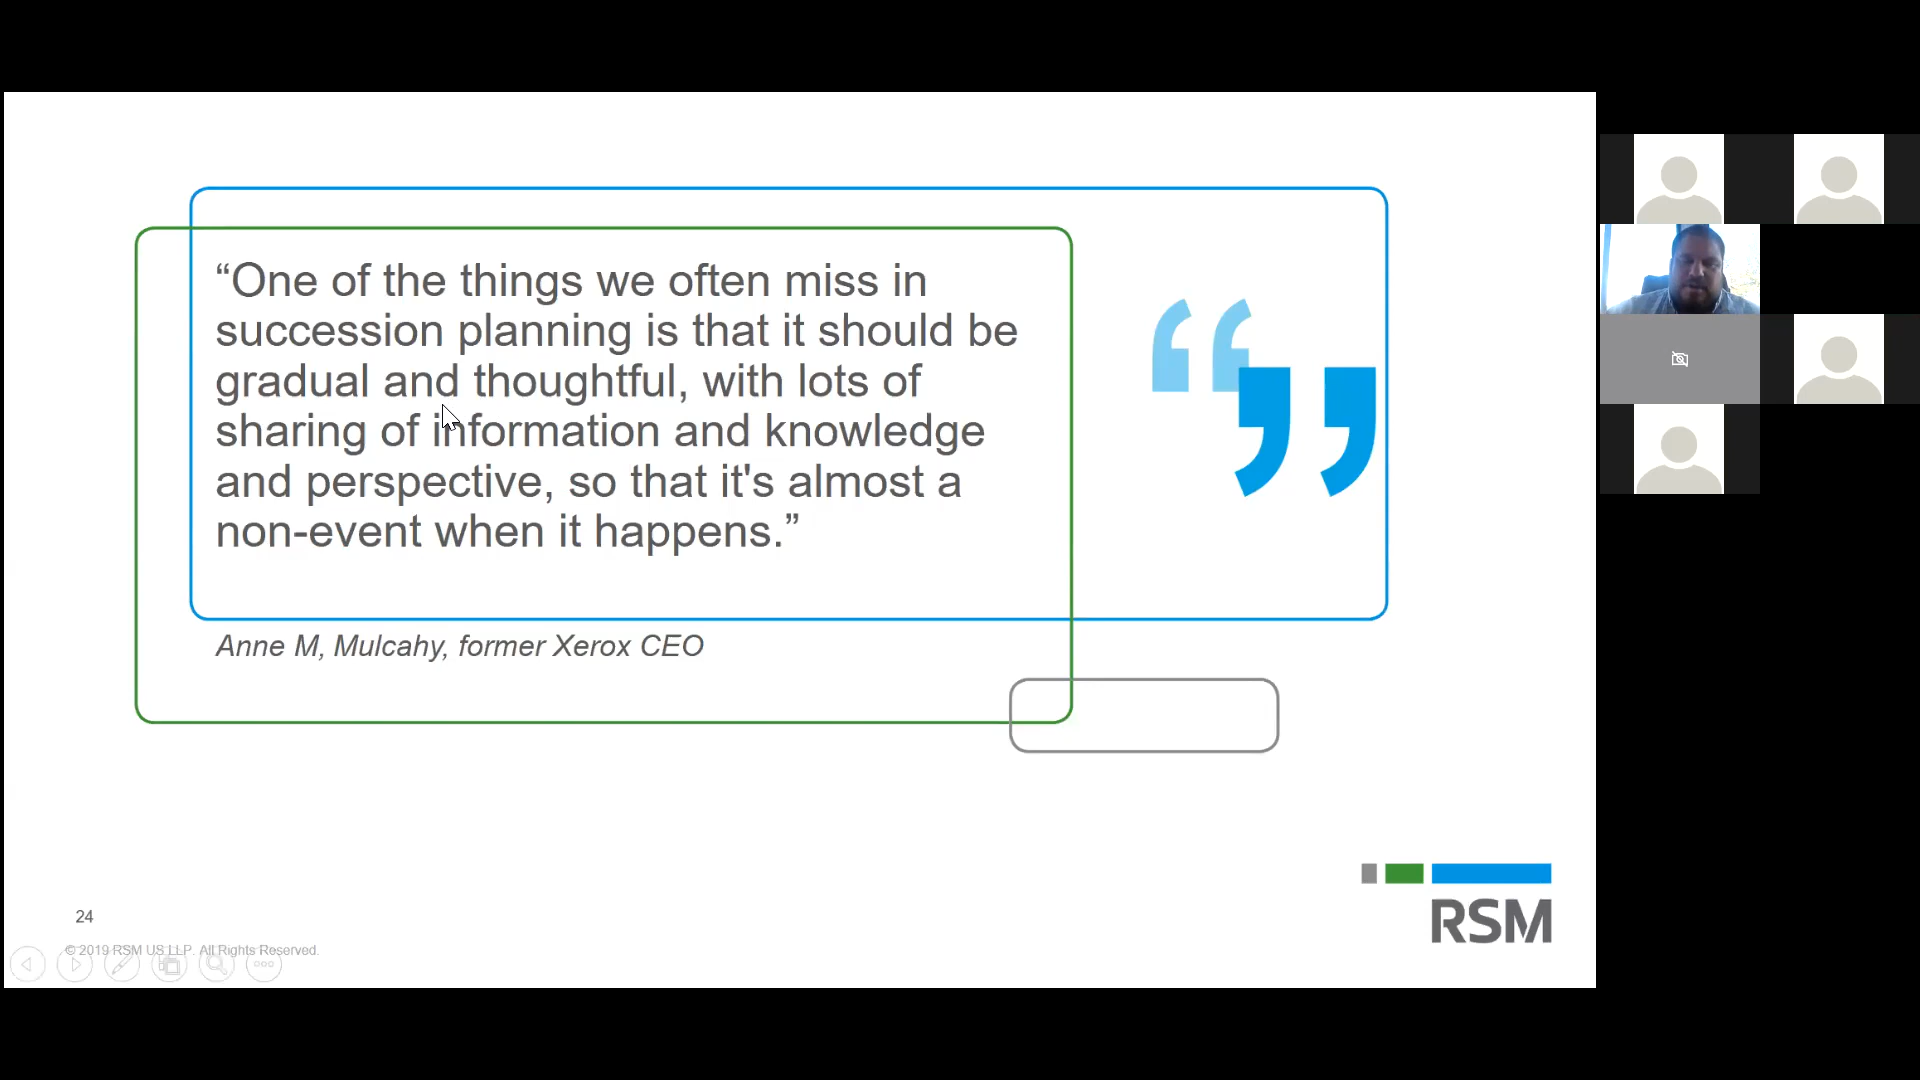 “One of the things we often miss in
succession planning is that it should be
gradual and thoughtful, with lots of
sharing of information and knowledge
and perspective, so that it's almost a
non-event when it happens.”
Anne M, Mulcahy, former Xerox CEO
RSM
24
© 2019 RSM US LLP. All Rights Reserved.